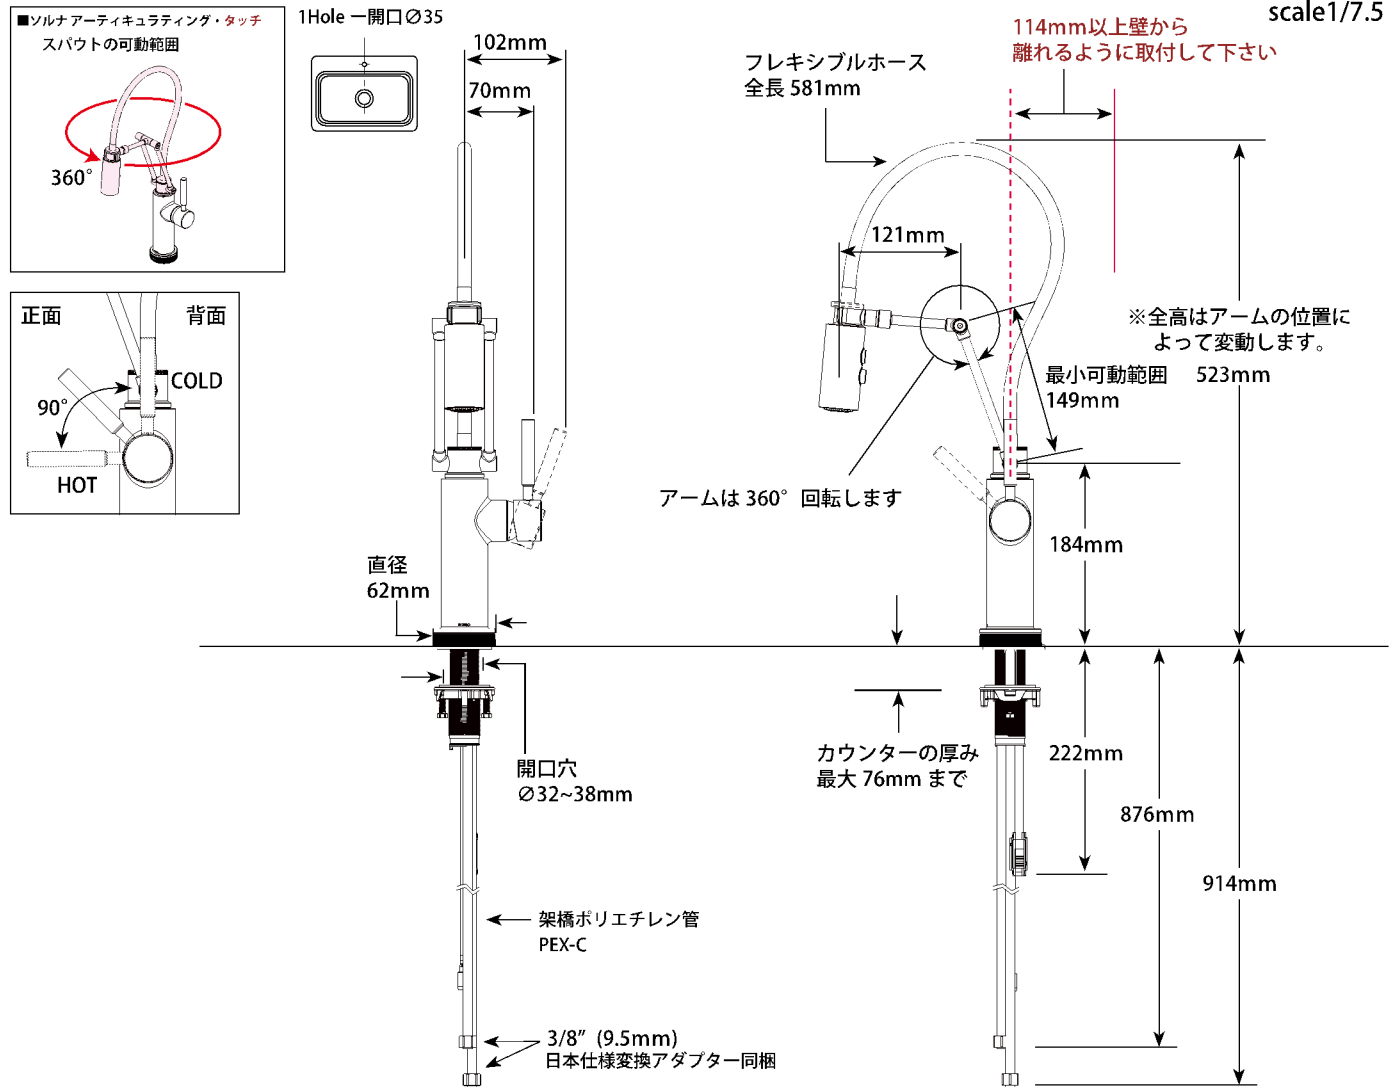 ■ソルナ アーティキュラティング・タッチ
スパウトの可動範囲
360°
1Hole 一開口∅35
正面
背面
COLD
90°
HOT
102mm
70mm
直径
62mm
開口穴
∅32~38mm
架橋ポリエチレン管
PEX-C
3/8” (9.5mm)
日本仕様変換アダプター同梱
scale1/7.5
114mm以上壁から
離れるように取付して下さい
フレキシブルホース
全長 581mm
121mm
※全高はアームの位置に
よって変動します。
523mm
最小可動範囲
149mm
アームは 360° 回転します
184mm
カウンターの厚み
最大 76mm まで
222mm
876mm
914mm